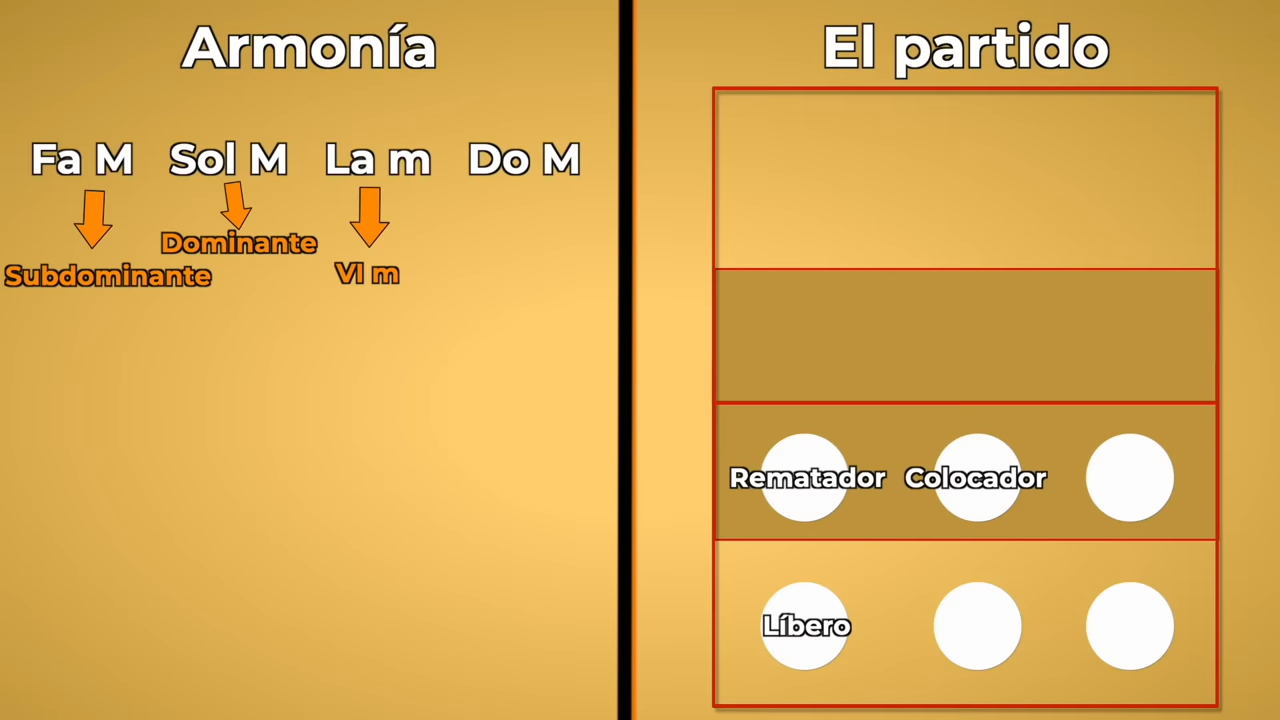 Armonía
Fa M Sol M La m Do M
Dominante
Subdominante
VI m
El partido
Rematador Colocador
Líbero